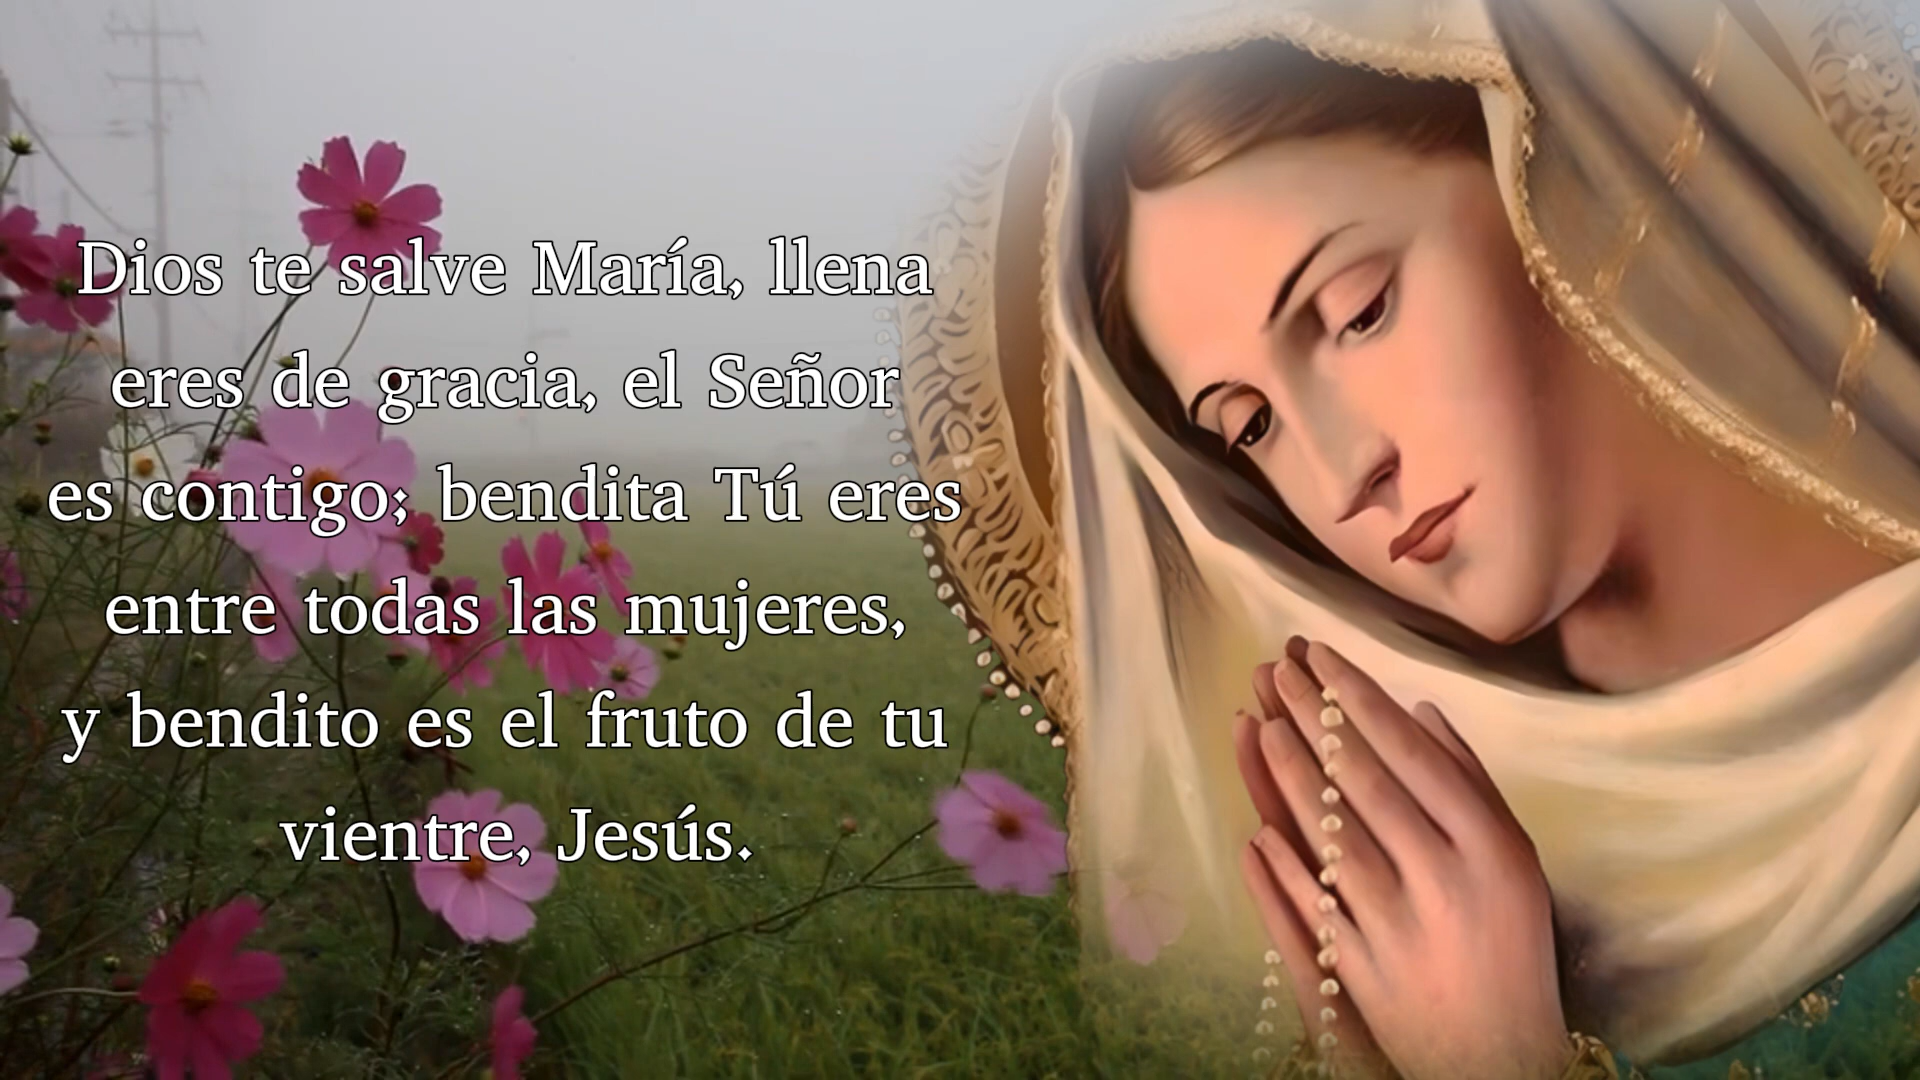 Dios te salve María, llena
eres de gracia, el Señor
es contigo; bendita Tú eres
entre todas las mujeres,
y bendito es el fruto de tu
vientre, Jesús.